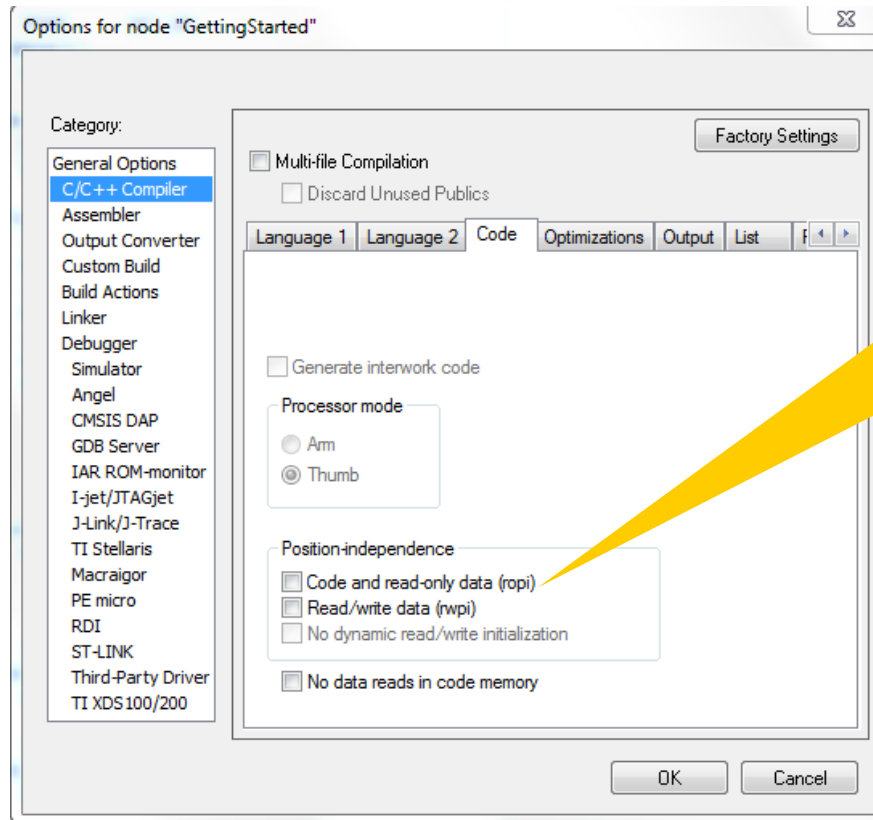 Options for node "GettingStarted"
Category:
Factory Settings
General Options
C/C++ Compiler
Assembler
Output Converter
Custom Build
Build Actions
Linker
Debugger
Simulator
Angel
CMSIS DAP
GDB Server
IAR ROM-monitor
I-jet/JTAGjet
J-Link/J-Trace
TI Stellaris
Macraigor
PE micro
RDI
ST-LINK
Third-Party Driver
TI XDS100/200
Multi-file Compilation
Discard Unused Publics
Language 1 Language 2 Code Optimizations Output List
Generate interwork code
Processor mode
Arm
Thumb
Position-independence
Code and read-only data (ropi)
Read/write data (rwpi)
No dynamic read/write initialization
No data reads in code memory
OK Cancel